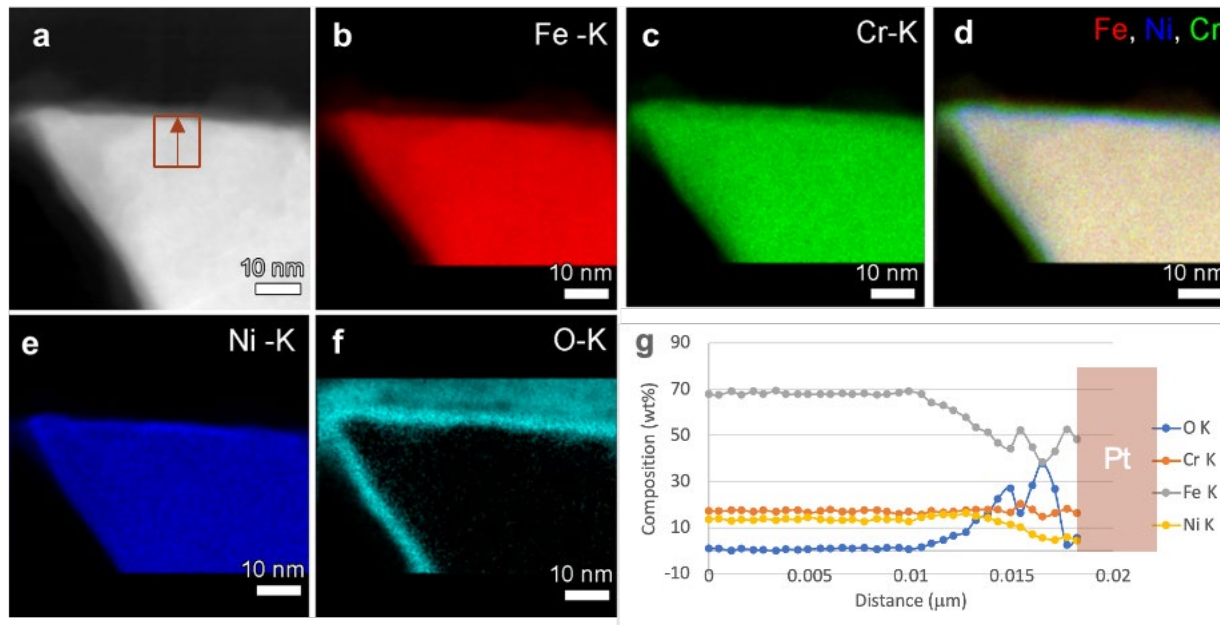 a
10 nm
b
Fe -K
10 nm
c
Cr-K
10 nm
d
Fe, Ni, Cr
10 nm
e
Ni -K
10 nm
f
O-K
10 nm
g
Composition (wt%)
90
70
50
30
10
-10
0
0.005
0.01
0.015
0.02
Distance (μm)
Pt
O K
Cr K
Fe K
Ni K